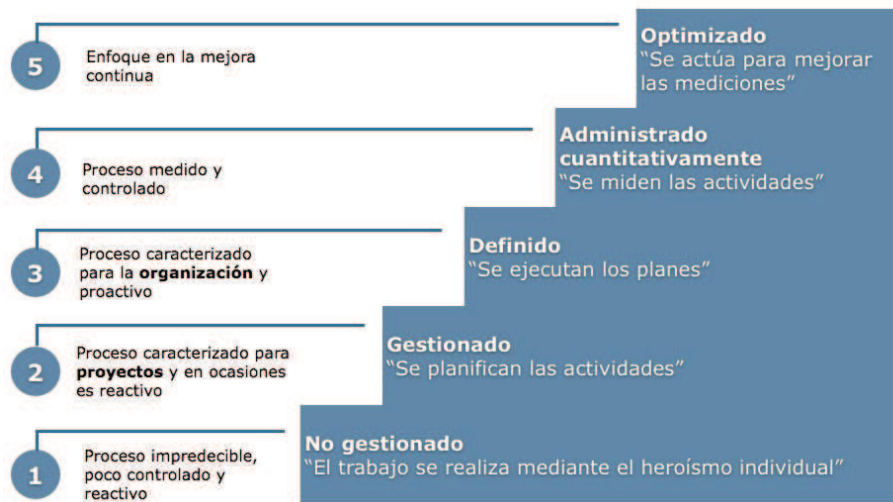 5
Enfoque en la mejora
continua
Optimizado
“Se actúa para mejorar
las mediciones”
4
Proceso medido y
controlado
Administrado
cuantitativamente
“Se miden las actividades”
3
Proceso caracterizado
para la organización y
proactivo
Definido
“Se ejecutan los planes”
2
Proceso caracterizado para
proyectos y en ocasiones
es reactivo
Gestionado
“Se planifican las actividades”
1
Proceso impredecible,
poco controlado y
reactivo
No gestionado
“El trabajo se realiza mediante el heroísmo individual”